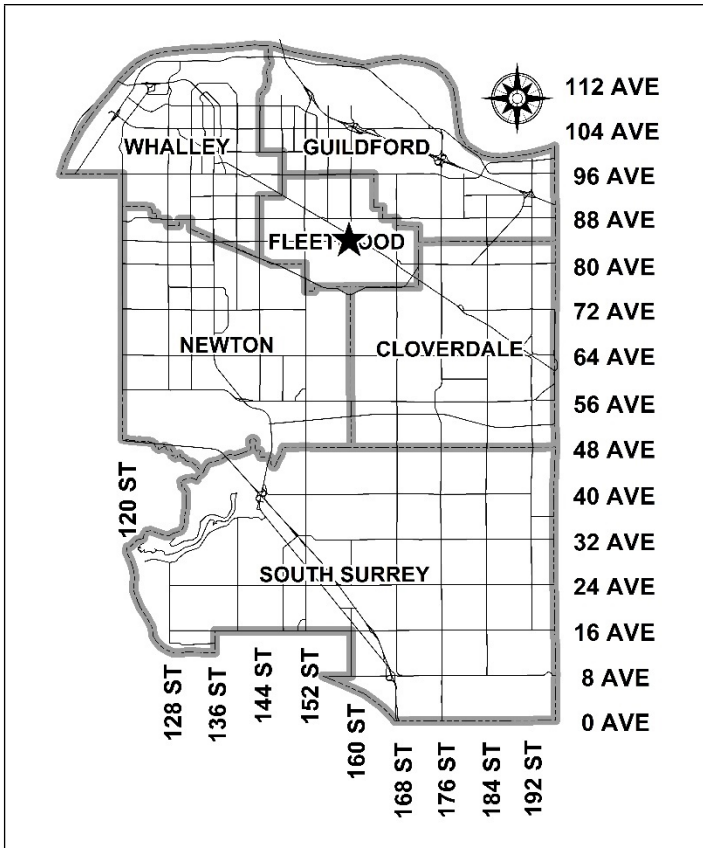 112 AVE
104 AVE
WHALLEY GUILDFORD
96 AVE
88 AVE
FLEET★OOD
80 AVE
72 AVE
NEWTON CLOVERDALE
64 AVE
56 AVE
48 AVE
120 ST
40 AVE
32 AVE
SOUTH SURREY
24 AVE
16 AVE
128 ST
136 ST
144 ST
152 ST
8 AVE
160 ST
0 AVE
168 ST
176 ST
184 ST
192 ST